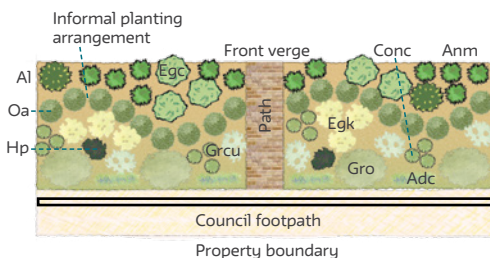 Informal planting
arrangement
Front verge
Conc
Anm
Al
Egc
Oa
Path
Egk
Hp
Grcu
Gro
Adc
Council footpath
Property boundary